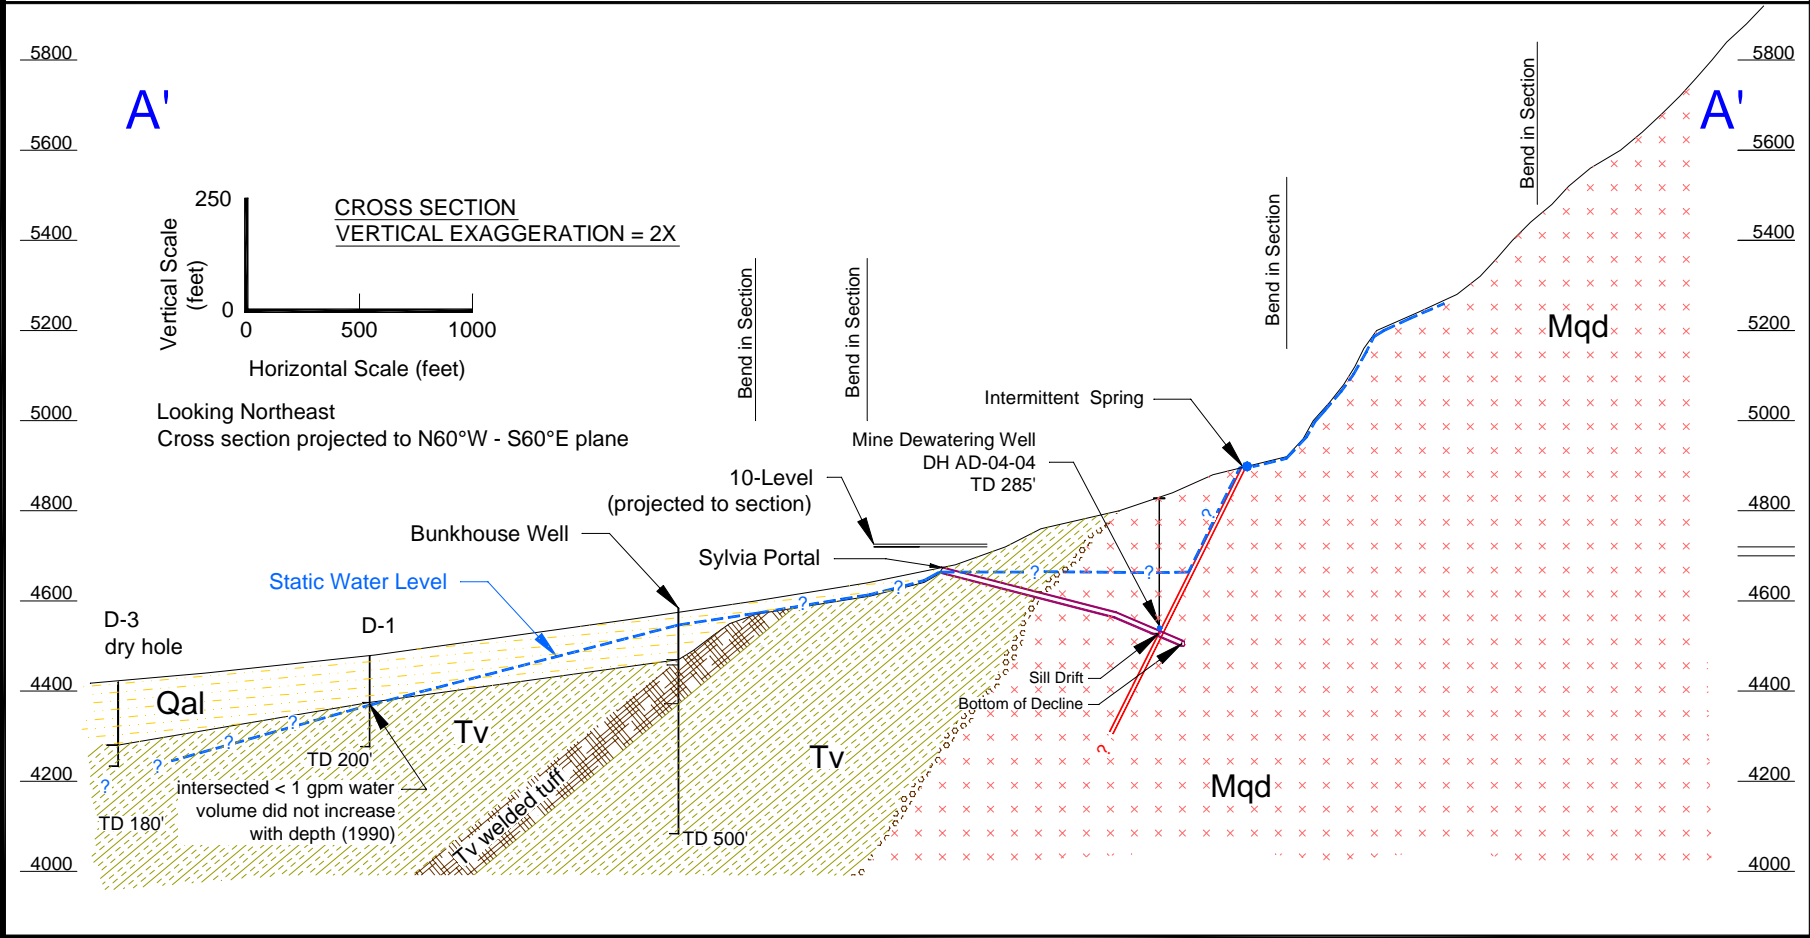 5800
5600
5400
5200
5000
4800
4600
4400
4200
4000
A'
250
0
Vertical Scale
(feet)
0
500
1000
Horizontal Scale (feet)
CROSS SECTION
VERTICAL EXAGGERATION = 2X
Looking Northeast
Cross section projected to N60°W - S60°E plane
Bend in Section
Bend in Section
Bend in Section
Bend in Section
A'
5800
5600
5400
5200
5000
4800
4600
4400
4200
4000
Intermittent Spring
Mine Dewatering Well
DH AD-04-04
TD 285'
10-Level
(projected to section)
Bunkhouse Well
Sylvia Portal
Static Water Level
D-3
dry hole
D-1
Qal
Tv
Tv
Tv welded tuff
Mqd
Mqd
Sill Drift
Bottom of Decline
TD 200'
intersected < 1 gpm water
volume did not increase
with depth (1990)
TD 180'
TD 500'
?
?
?
?
?
?
?
?
?
?